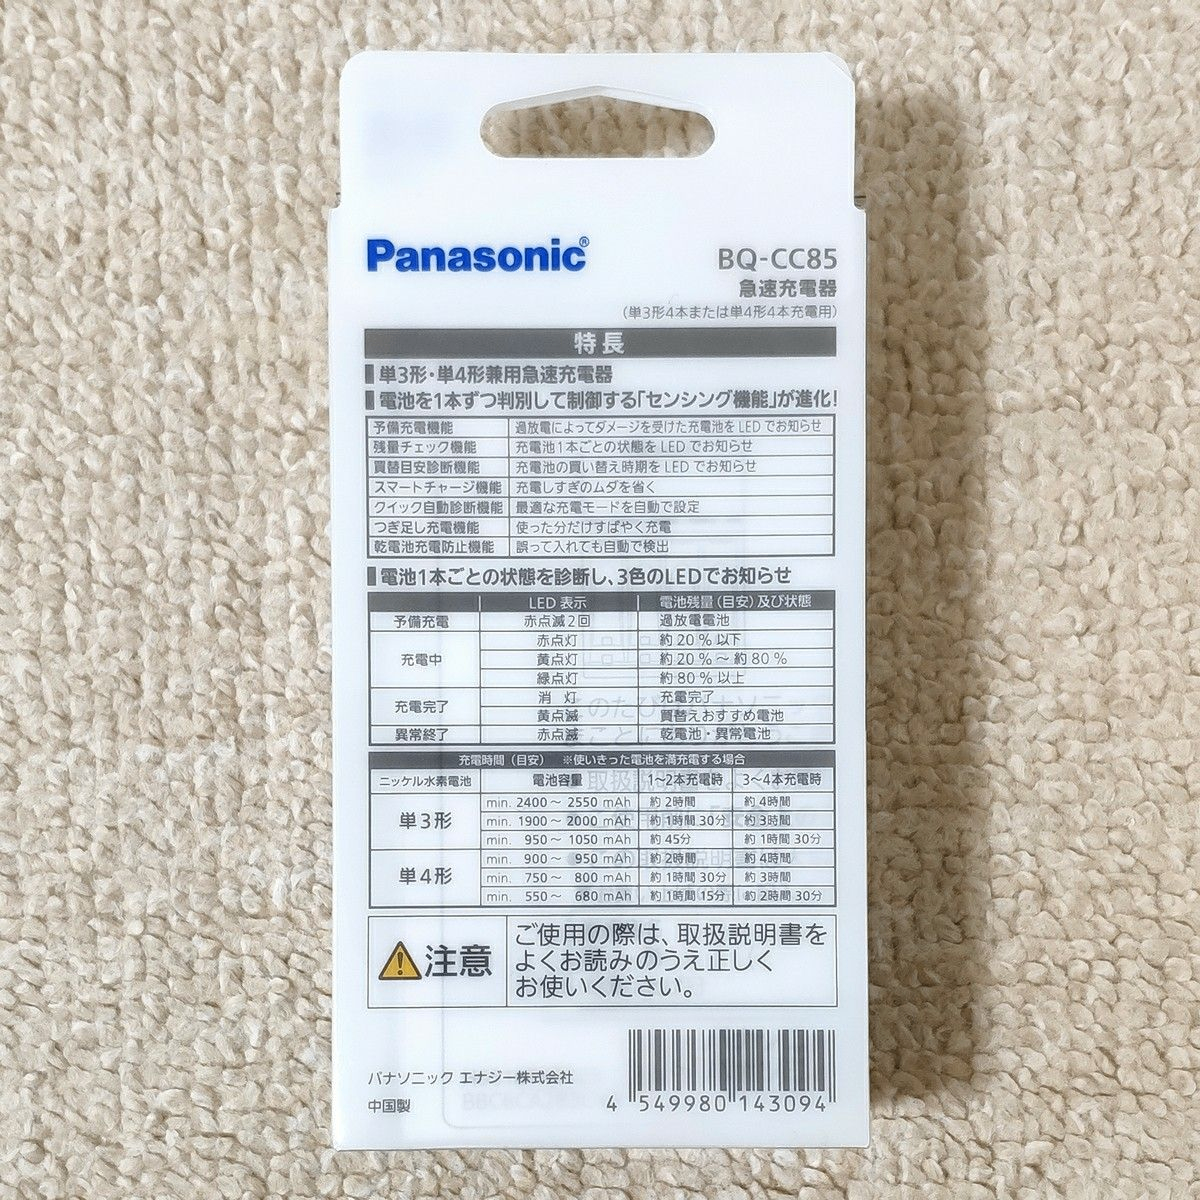 Panasonic®
BQ-CC85
急速充電器
(単3形4本または単4形4本充電用)
特長
単3形・単4形兼用急速充電器
電池を1本ずつ判別して制御する「センシング機能」が進化!
予備充電機能 過放電によってダメージを受けた充電池を LED でお知らせ
残量チェック機能 充電池1本ごとの状態を LED でお知らせ
買替目安診断機能 充電池の買い替え時期を LED でお知らせ
スマートチャージ機能 充電しすぎのムダを省く
クイック自動診断機能 最適な充電モードを自動で設定
つぎ足し充電機能 使った分だけすばやく充電
乾電池充電防止機能 誤って入れても自動で検出
電池1本ごとの状態を診断し、3色のLEDでお知らせ
LED 表示 電池残量(目安)及び状態
予備充電 赤点滅2回 過放電電池
充電中 赤点灯 約 20 % 以下
黄点灯 約 20 % ～ 約 80 %
緑点灯 約 80 % 以上
充電完了 消 灯 充電完了
黄点滅 買替えおすすめ電池
異常終了 赤点滅 乾電池・異常電池
充電時間(目安) ※使いきった電池を満充電する場合
ニッケル水素電池 電池容量 1～2本充電時 3～4本充電時
単3形 min. 2400 ～ 2550 mAh 約 2時間 約 4時間
min. 1900 ～ 2000 mAh 約 1時間 30分 約 3時間
min. 950 ～ 1050 mAh 約 45分 約 1時間 30分
単4形 min. 900 ～ 950 mAh 約 2時間 約 4時間
min. 750 ～ 800 mAh 約 1時間 30分 約 3時間
min. 550 ～ 680 mAh 約 1時間 15分 約 2時間 30分
注意
ご使用の際は、取扱説明書を
よくお読みのうえ正しく
お使いください。
パナソニック エナジー株式会社
中国製
4 549980 143094